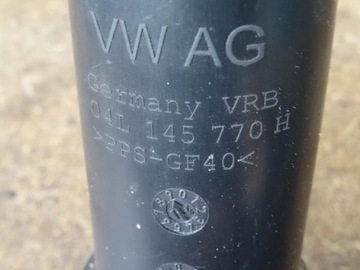 VW AG
Germany VRB
04L 145 770 H
>PPS-GF40<